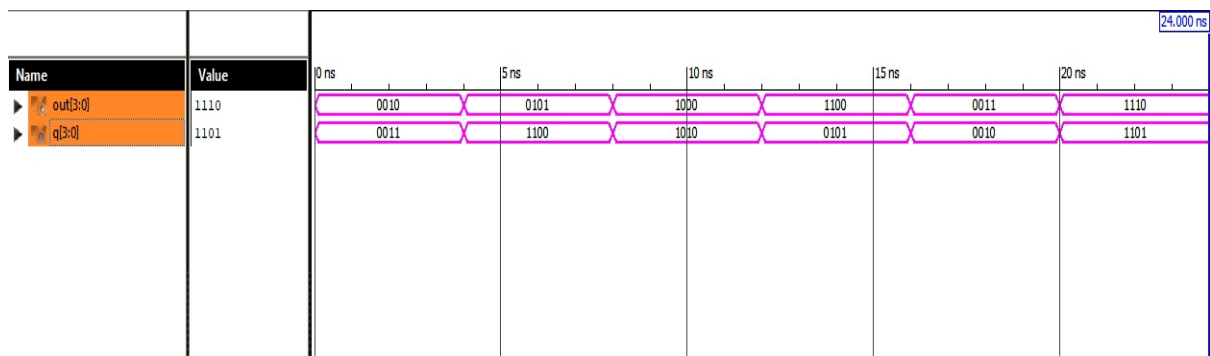 24.000 ns
Name Value 0 ns 5 ns 10 ns 15 ns 20 ns
out[3:0] 1110 0010 0101 1000 1100 0011 1110
q[3:0] 1101 0011 1100 1010 0101 0010 1101